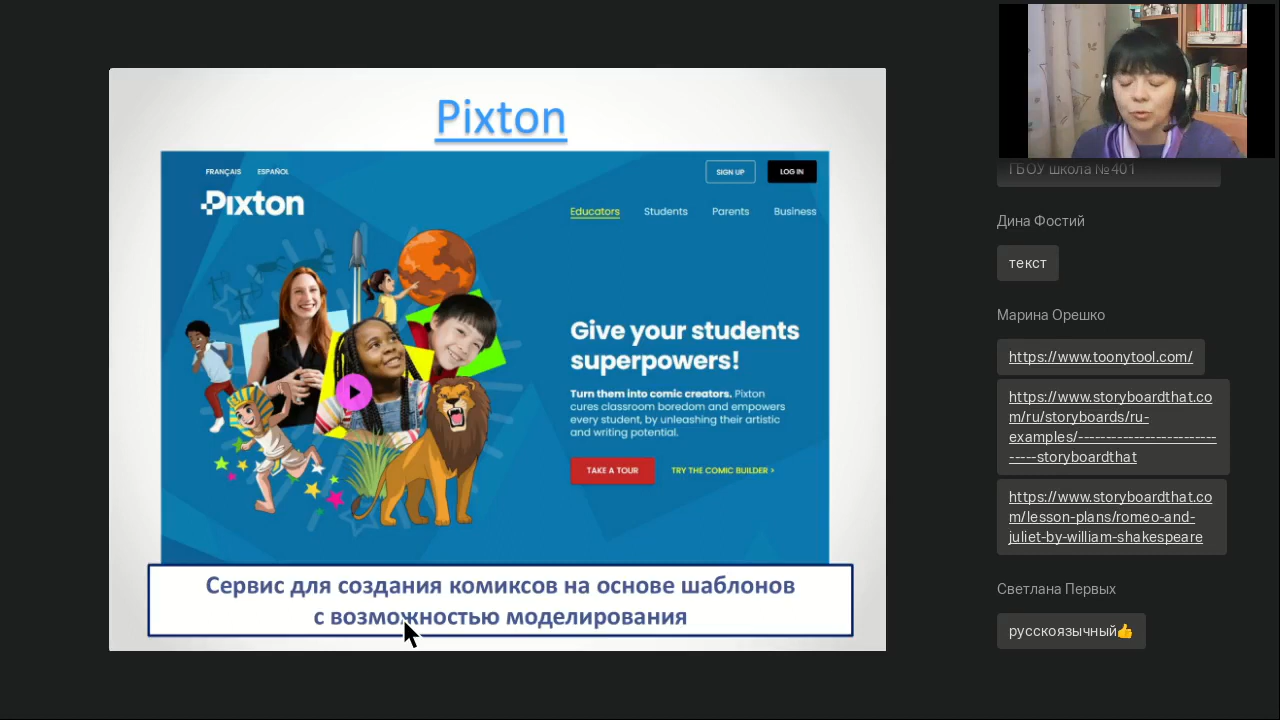 Pixton
FRANÇAIS ESPAÑOL
SIGN UP
LOG IN
Pixton
Educators Students Parents Business
Give your students
superpowers!
Turn them into comic creators. Pixton
cures classroom boredom and empowers
every student, by unleashing their artistic
and writing potential.
TAKE A TOUR
TRY THE COMIC BUILDER >
Сервис для создания комиксов на основе шаблонов
с возможностью моделирования
ГБОУ школа №401
Дина Фостий
текст
Марина Орешко
https://www.toonytool.com/
https://www.storyboardthat.co
m/ru/storyboards/ru-
examples/--------------------------
----storyboardthat
https://www.storyboardthat.co
m/lesson-plans/romeo-and-
juliet-by-william-shakespeare
Светлана Первых
русскоязычный👍